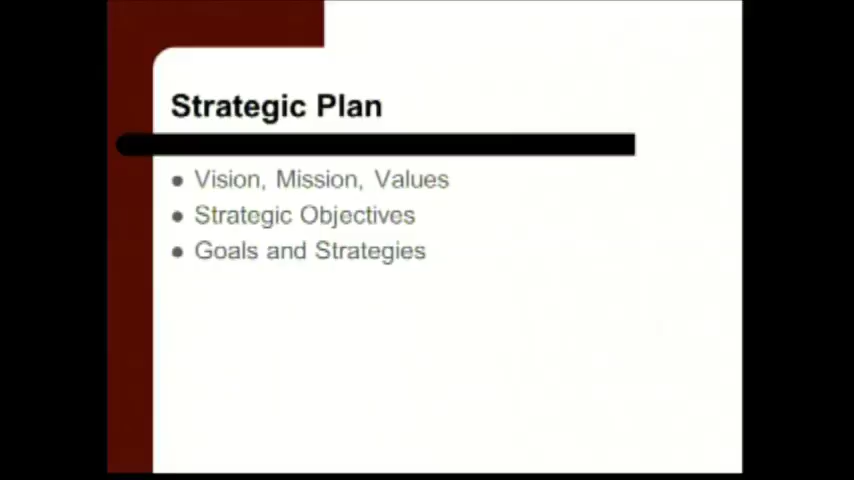 Strategic Plan
Vision, Mission, Values
Strategic Objectives
Goals and Strategies